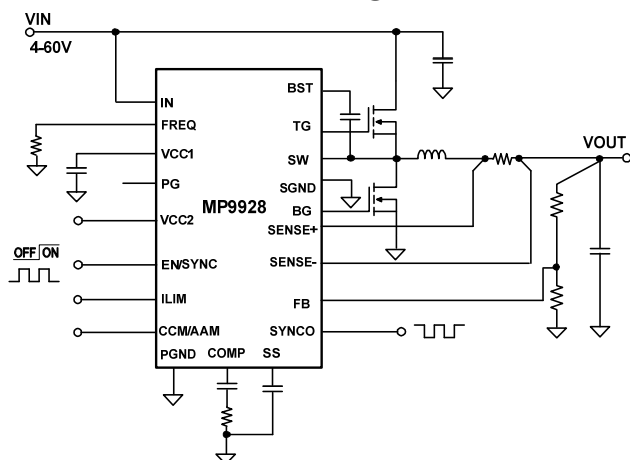 VIN
4-60V
IN
FREQ
VCC1
PG
VCC2
OFF ON
EN/SYNC
ILIM
CCM/AAM
PGND
COMP
SS
MP9928
BST
TG
SW
SGND
BG
SENSE+
SENSE-
FB
SYNCO
VOUT